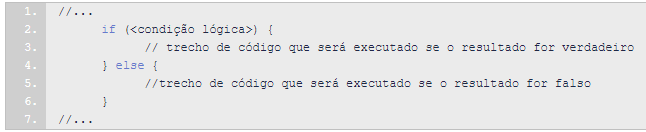 1. //...
2. if (<condição lógica>) {
3. // trecho de código que será executado se o resultado for verdadeiro
4. } else {
5. //trecho de código que será executado se o resultado for falso
6. }
7. //...